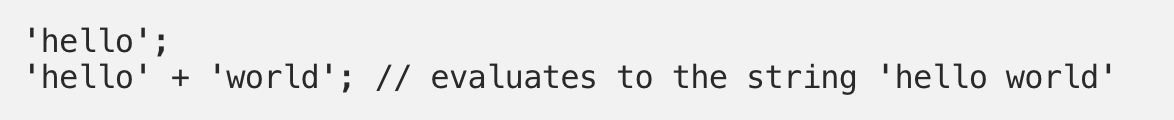 'hello';
'hello' + 'world'; // evaluates to the string 'hello world'